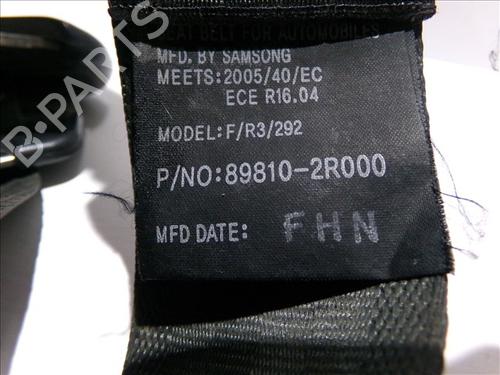 SEAT BELT FOR AUTOMOBILES
MFD. BY SAMSONG
MEETS: 2005/40/EC
ECE R16.04
MODEL: F/R3/292
P/NO: 89810-2R000
MFD DATE: FHN
B-PARTS